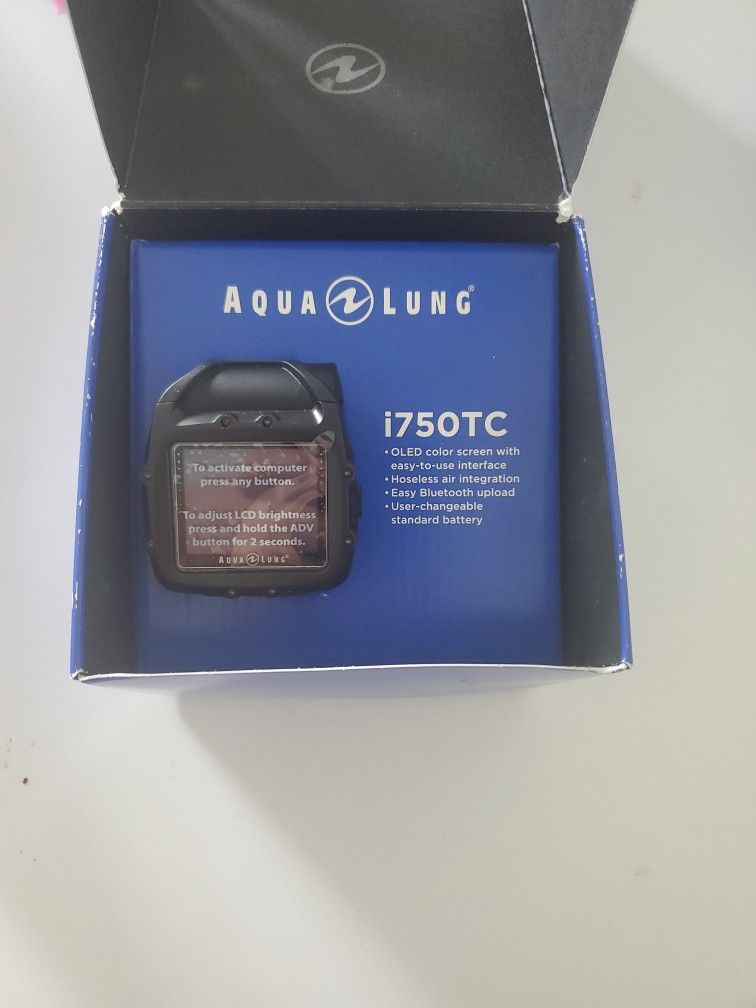 AQUA LUNG®
i750TC
• OLED color screen with
easy-to-use interface
• Hoseless air integration
• Easy Bluetooth upload
• User-changeable
standard battery
To activate computer
press any button.
To adjust LCD brightness
press and hold the ADV
button for 2 seconds.
AQUA LUNG®